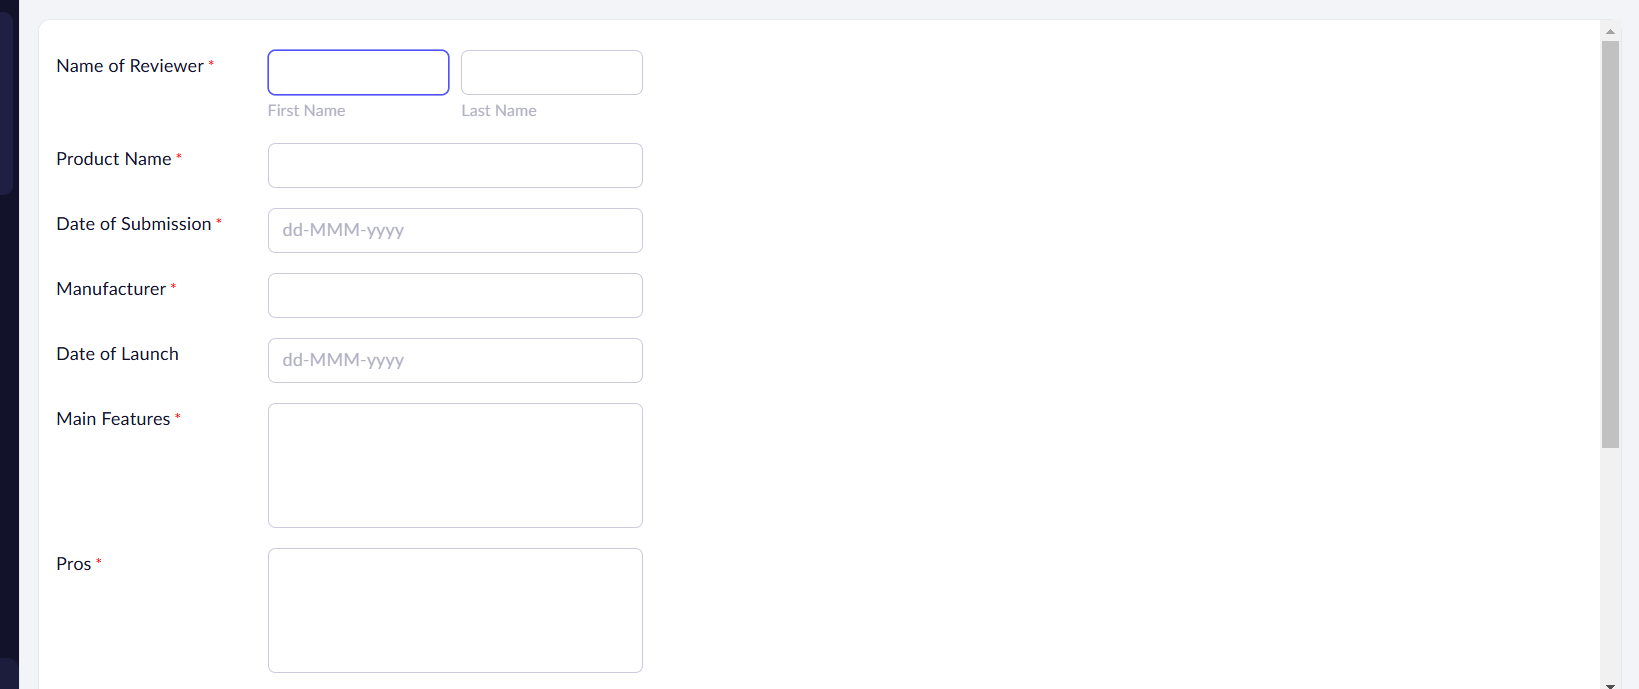 Name of Reviewer *
First Name Last Name
Product Name *
Date of Submission * dd-MMM-yyyy
Manufacturer *
Date of Launch dd-MMM-yyyy
Main Features *
Pros *